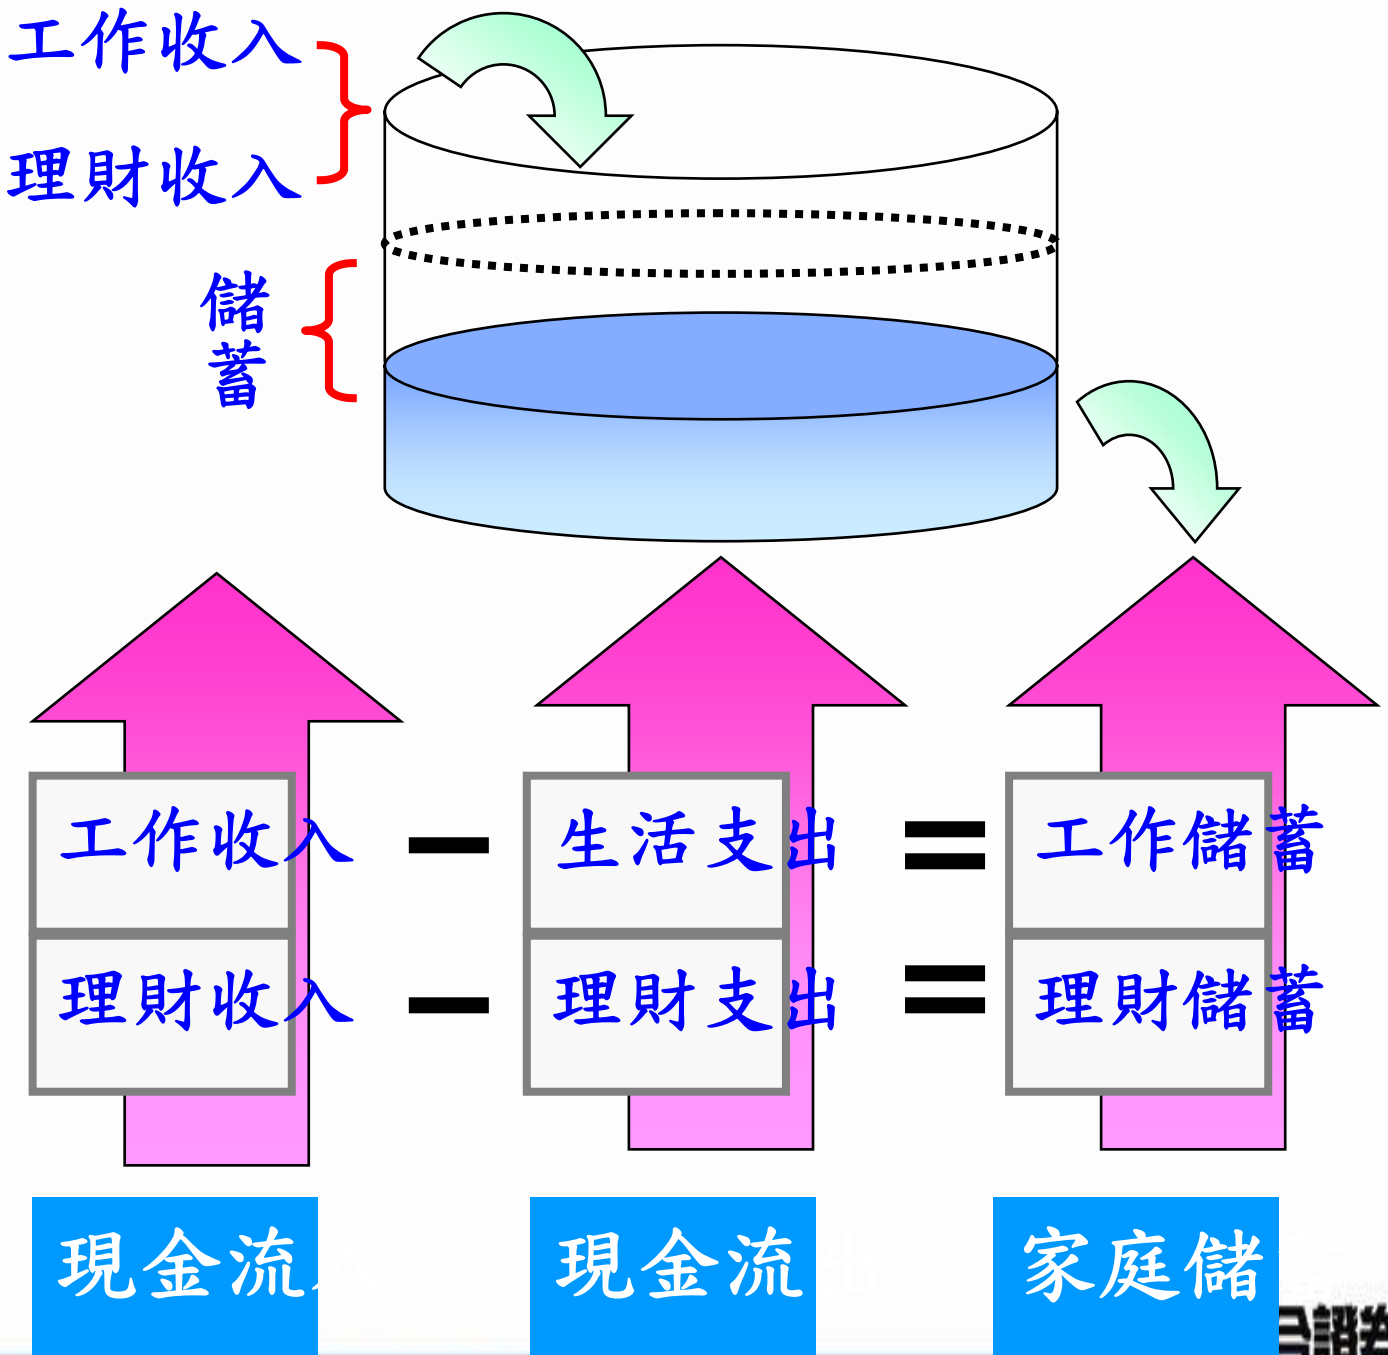 工作收入
理財收入
儲
蓄
工作收入 － 生活支出 ＝ 工作儲蓄
理財收入 － 理財支出 ＝ 理財儲蓄
現金流入 現金流出 家庭儲蓄